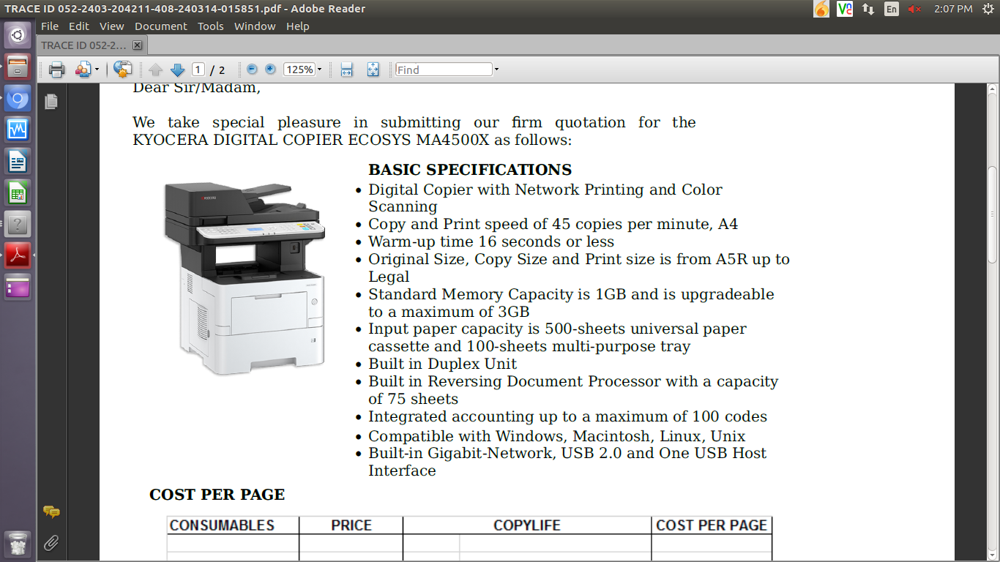 TRACE ID 052-2403-204211-408-240314-015851.pdf - Adobe Reader
En
2:07 PM
File Edit View Document Tools Window Help
TRACE ID 052-2...
1 / 2
125%
Find
Dear Sir/Madam,
We take special pleasure in submitting our firm quotation for the
KYOCERA DIGITAL COPIER ECOSYS MA4500X as follows:
BASIC SPECIFICATIONS
• Digital Copier with Network Printing and Color
Scanning
• Copy and Print speed of 45 copies per minute, A4
• Warm-up time 16 seconds or less
• Original Size, Copy Size and Print size is from A5R up to
Legal
• Standard Memory Capacity is 1GB and is upgradeable
to a maximum of 3GB
• Input paper capacity is 500-sheets universal paper
cassette and 100-sheets multi-purpose tray
• Built in Duplex Unit
• Built in Reversing Document Processor with a capacity
of 75 sheets
• Integrated accounting up to a maximum of 100 codes
• Compatible with Windows, Macintosh, Linux, Unix
• Built-in Gigabit-Network, USB 2.0 and One USB Host
Interface
COST PER PAGE
CONSUMABLES PRICE COPYLIFE COST PER PAGE